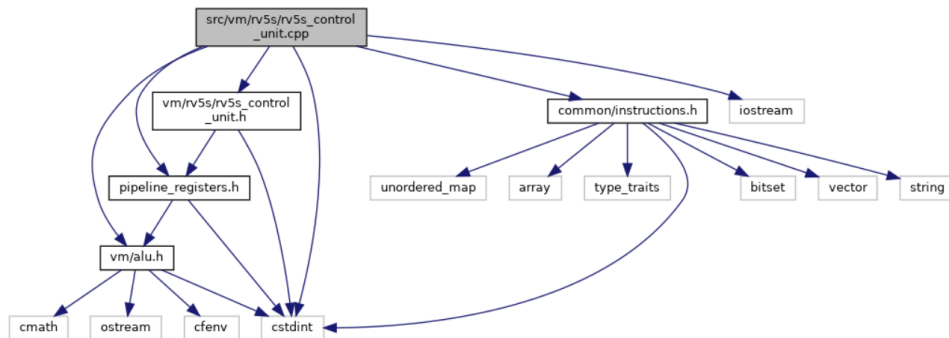 src/vm/rv5s/rv5s_control
_unit.cpp
vm/rv5s/rv5s_control
_unit.h
common/instructions.h
iostream
pipeline_registers.h
unordered_map
array
type_traits
bitset
vector
string
vm/alu.h
cmath
ostream
cfenv
cstdint